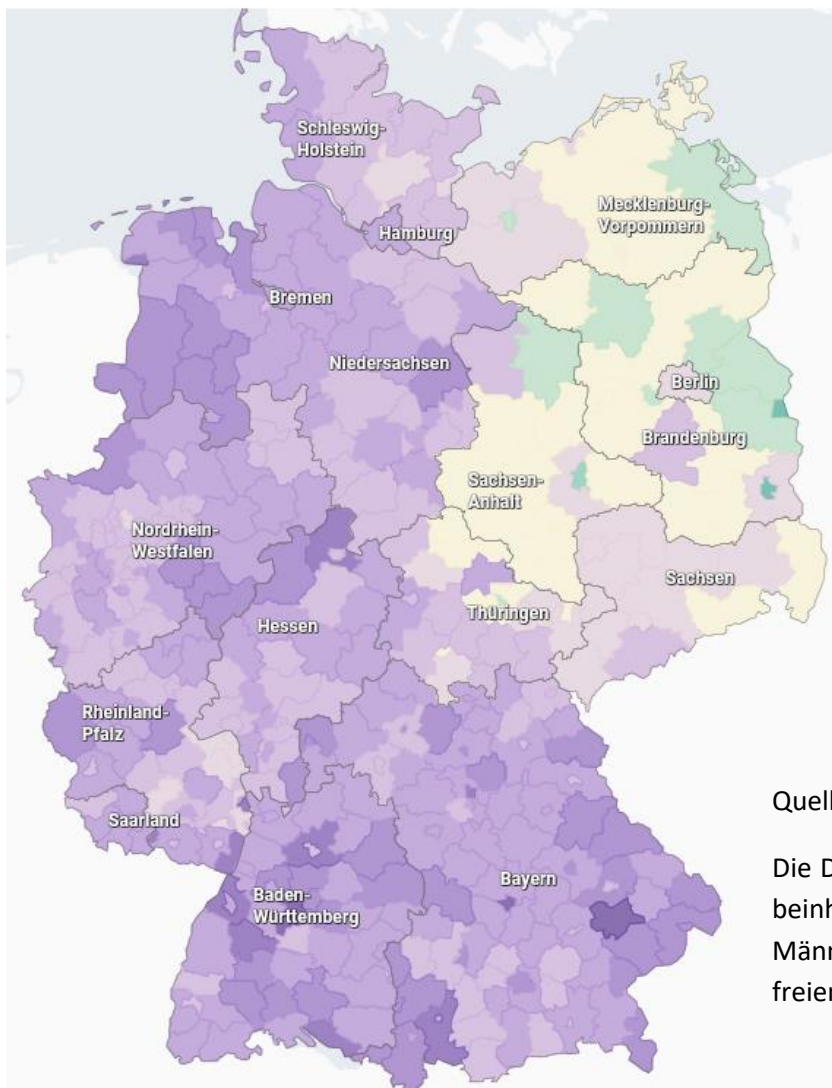 Schleswig-
Holstein
Mecklenburg-
Vorpommern
Hamburg
Bremen
Niedersachsen
Berlin
Brandenburg
Sachsen-
Anhalt
Nordrhein-
Westfalen
Sachsen
Thüringen
Hessen
Rheinland-
Pfalz
Saarland
Bayern
Baden-
Württemberg
Quell
Die D
beinh
Männ
freier